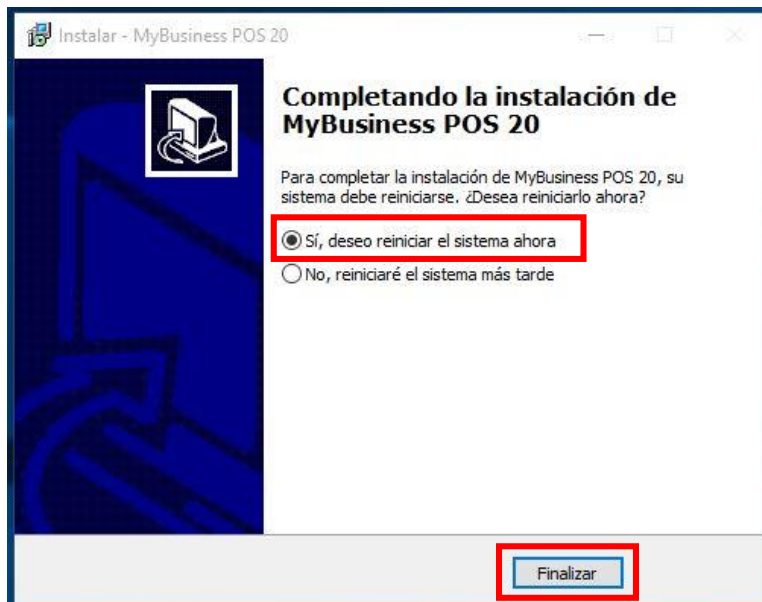 Instalar - MyBusiness POS 20
Completando la instalación de
MyBusiness POS 20
Para completar la instalación de MyBusiness POS 20, su
sistema debe reiniciarse. ¿Desea reiniciarlo ahora?
Sí, deseo reiniciar el sistema ahora
No, reiniciaré el sistema más tarde
Finalizar